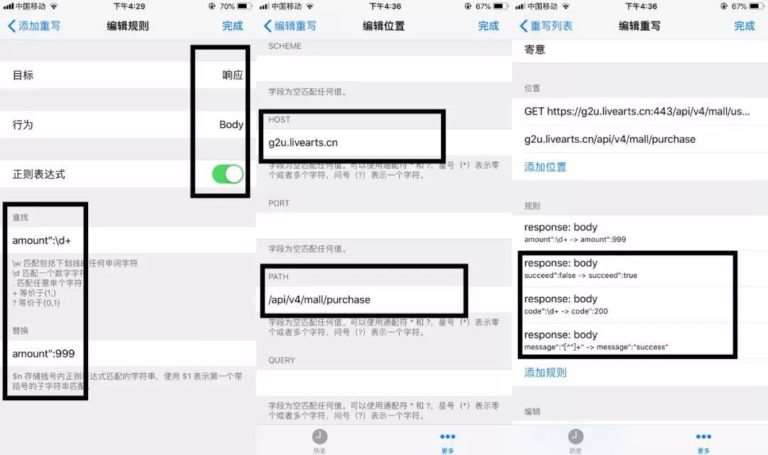 中国移动
下午4:29
70%
添加重写
编辑规则
完成
目标
响应
行为
Body
正则表达式
查找
amount":\d+
\w 匹配包括下划线的任何单词字符
\d 匹配一个数字字符
. 匹配任意单个字符
+ 等价于{1,}
? 等价于{0,1}
替换
amount":999
$n 存储括号内正则表达式匹配的字符串，使用 $1 表示第一个带
括号的子字符串匹配。
中国移动
下午4:36
67%
编辑重写
编辑位置
完成
SCHEME
字段为空匹配任何值。
HOST
g2u.livearts.cn
字段为空匹配任何值。可以使用通配符 * 和 ?，星号（*）表示零
个或者多个字符，问号（?）表示一个字符。
PORT
字段为空匹配任何值。
PATH
/api/v4/mall/purchase
字段为空匹配任何值。可以使用通配符 * 和 ?，星号（*）表示零
个或者多个字符，问号（?）表示一个字符。
QUERY
字段为空匹配任何值。可以使用通配符 * 和 ?，星号（*）表示零
个或者多个字符，问号（?）表示一个字符。
历史
更多
中国移动
下午4:36
67%
重写列表
编辑重写
完成
寄意
位置
GET https://g2u.livearts.cn:443/api/v4/mall/us...
g2u.livearts.cn/api/v4/mall/purchase
添加位置
规则
response: body
amount":\d+ -> amount":999
response: body
succeed":false -> succeed":true
response: body
code":\d+ -> code":200
response: body
message":"[^"]+" -> message":"success"
添加规则
编辑
历史
更多